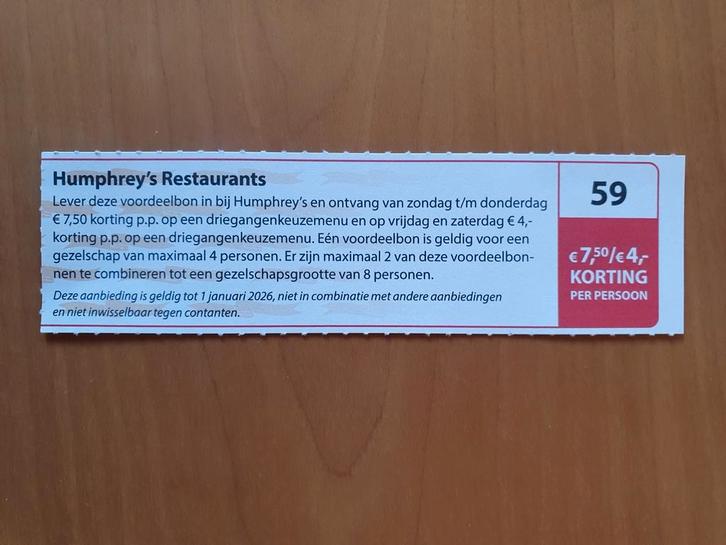 Humphrey's Restaurants
Lever deze voordeelbon in bij Humphrey's en ontvang van zondag t/m donderdag
€ 7,50 korting p.p. op een driegangenkeuzemenu en op vrijdag en zaterdag € 4,-
korting p.p. op een driegangenkeuzemenu. Eén voordeelbon is geldig voor een
gezelschap van maximaal 4 personen. Er zijn maximaal 2 van deze voordeelbon-
nen te combineren tot een gezelschapsgrootte van 8 personen.
Deze aanbieding is geldig tot 1 januari 2026, niet in combinatie met andere aanbiedingen
en niet inwisselbaar tegen contanten.
59
€ 7,50/€ 4,-
KORTING
PER PERSOON